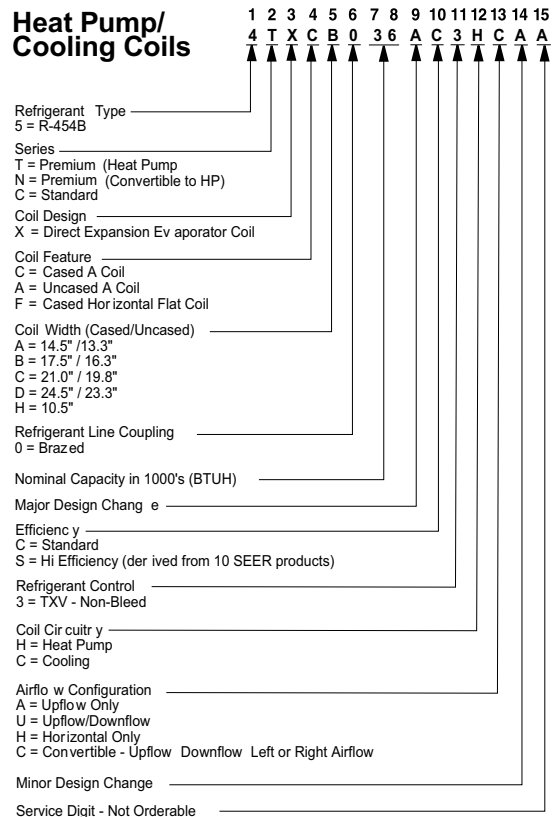 Heat Pump/
Cooling Coils
1 2 3 4 5 6 7 8 9 10 11 12 13 14 15
4 T X C B 0 3 6 A C 3 H C A A
Refrigerant Type
5 = R-454B
Series
T = Premium (Heat Pump
N = Premium (Convertible to HP)
C = Standard
Coil Design
X = Direct Expansion Ev aporator Coil
Coil Feature
C = Cased A Coil
A = Uncased A Coil
F = Cased Hor izontal Flat Coil
Coil Width (Cased/Uncased)
A = 14.5" /13.3"
B = 17.5" / 16.3"
C = 21.0" / 19.8"
D = 24.5" / 23.3"
H = 10.5"
Refrigerant Line Coupling
0 = Brazed
Nominal Capacity in 1000's (BTUH)
Major Design Chang e
Efficienc y
C = Standard
S = Hi Efficiency (der ived from 10 SEER products)
Refrigerant Control
3 = TXV - Non-Bleed
Coil Cir cuitr y
H = Heat Pump
C = Cooling
Airflo w Configuration
A = Upflow Only
U = Upflow/Downflow
H = Horizontal Only
C = Convertible - Upflow Downflow Left or Right Airflow
Minor Design Change
Service Digit - Not Orderable